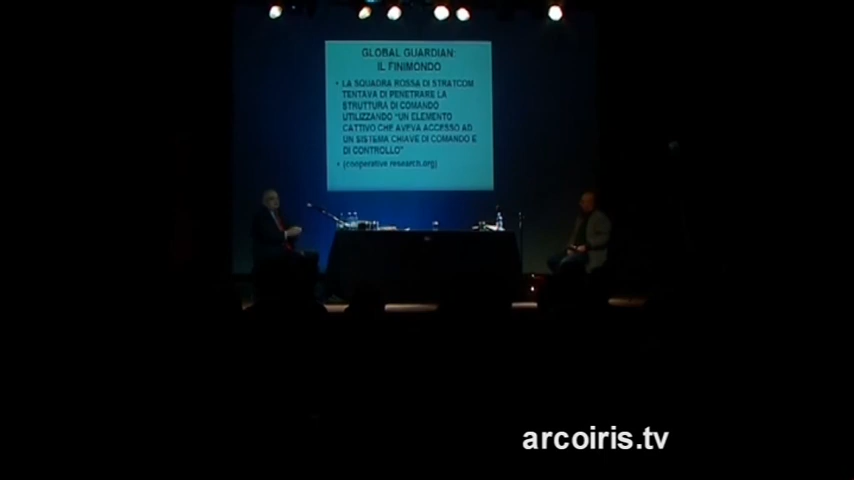 GLOBAL GUARDIAN:
IL FINIMONDO
• LA SQUADRA ROSSA DI STRATCOM
TENTAVA DI PENETRARE LA
STRUTTURA DI COMANDO
UTILIZZANDO "UN ELEMENTO
CATTIVO CHE AVEVA ACCESSO AD
UN SISTEMA CHIAVE DI COMANDO E
DI CONTROLLO"
• (cooperative research.org)
arcoiris.tv